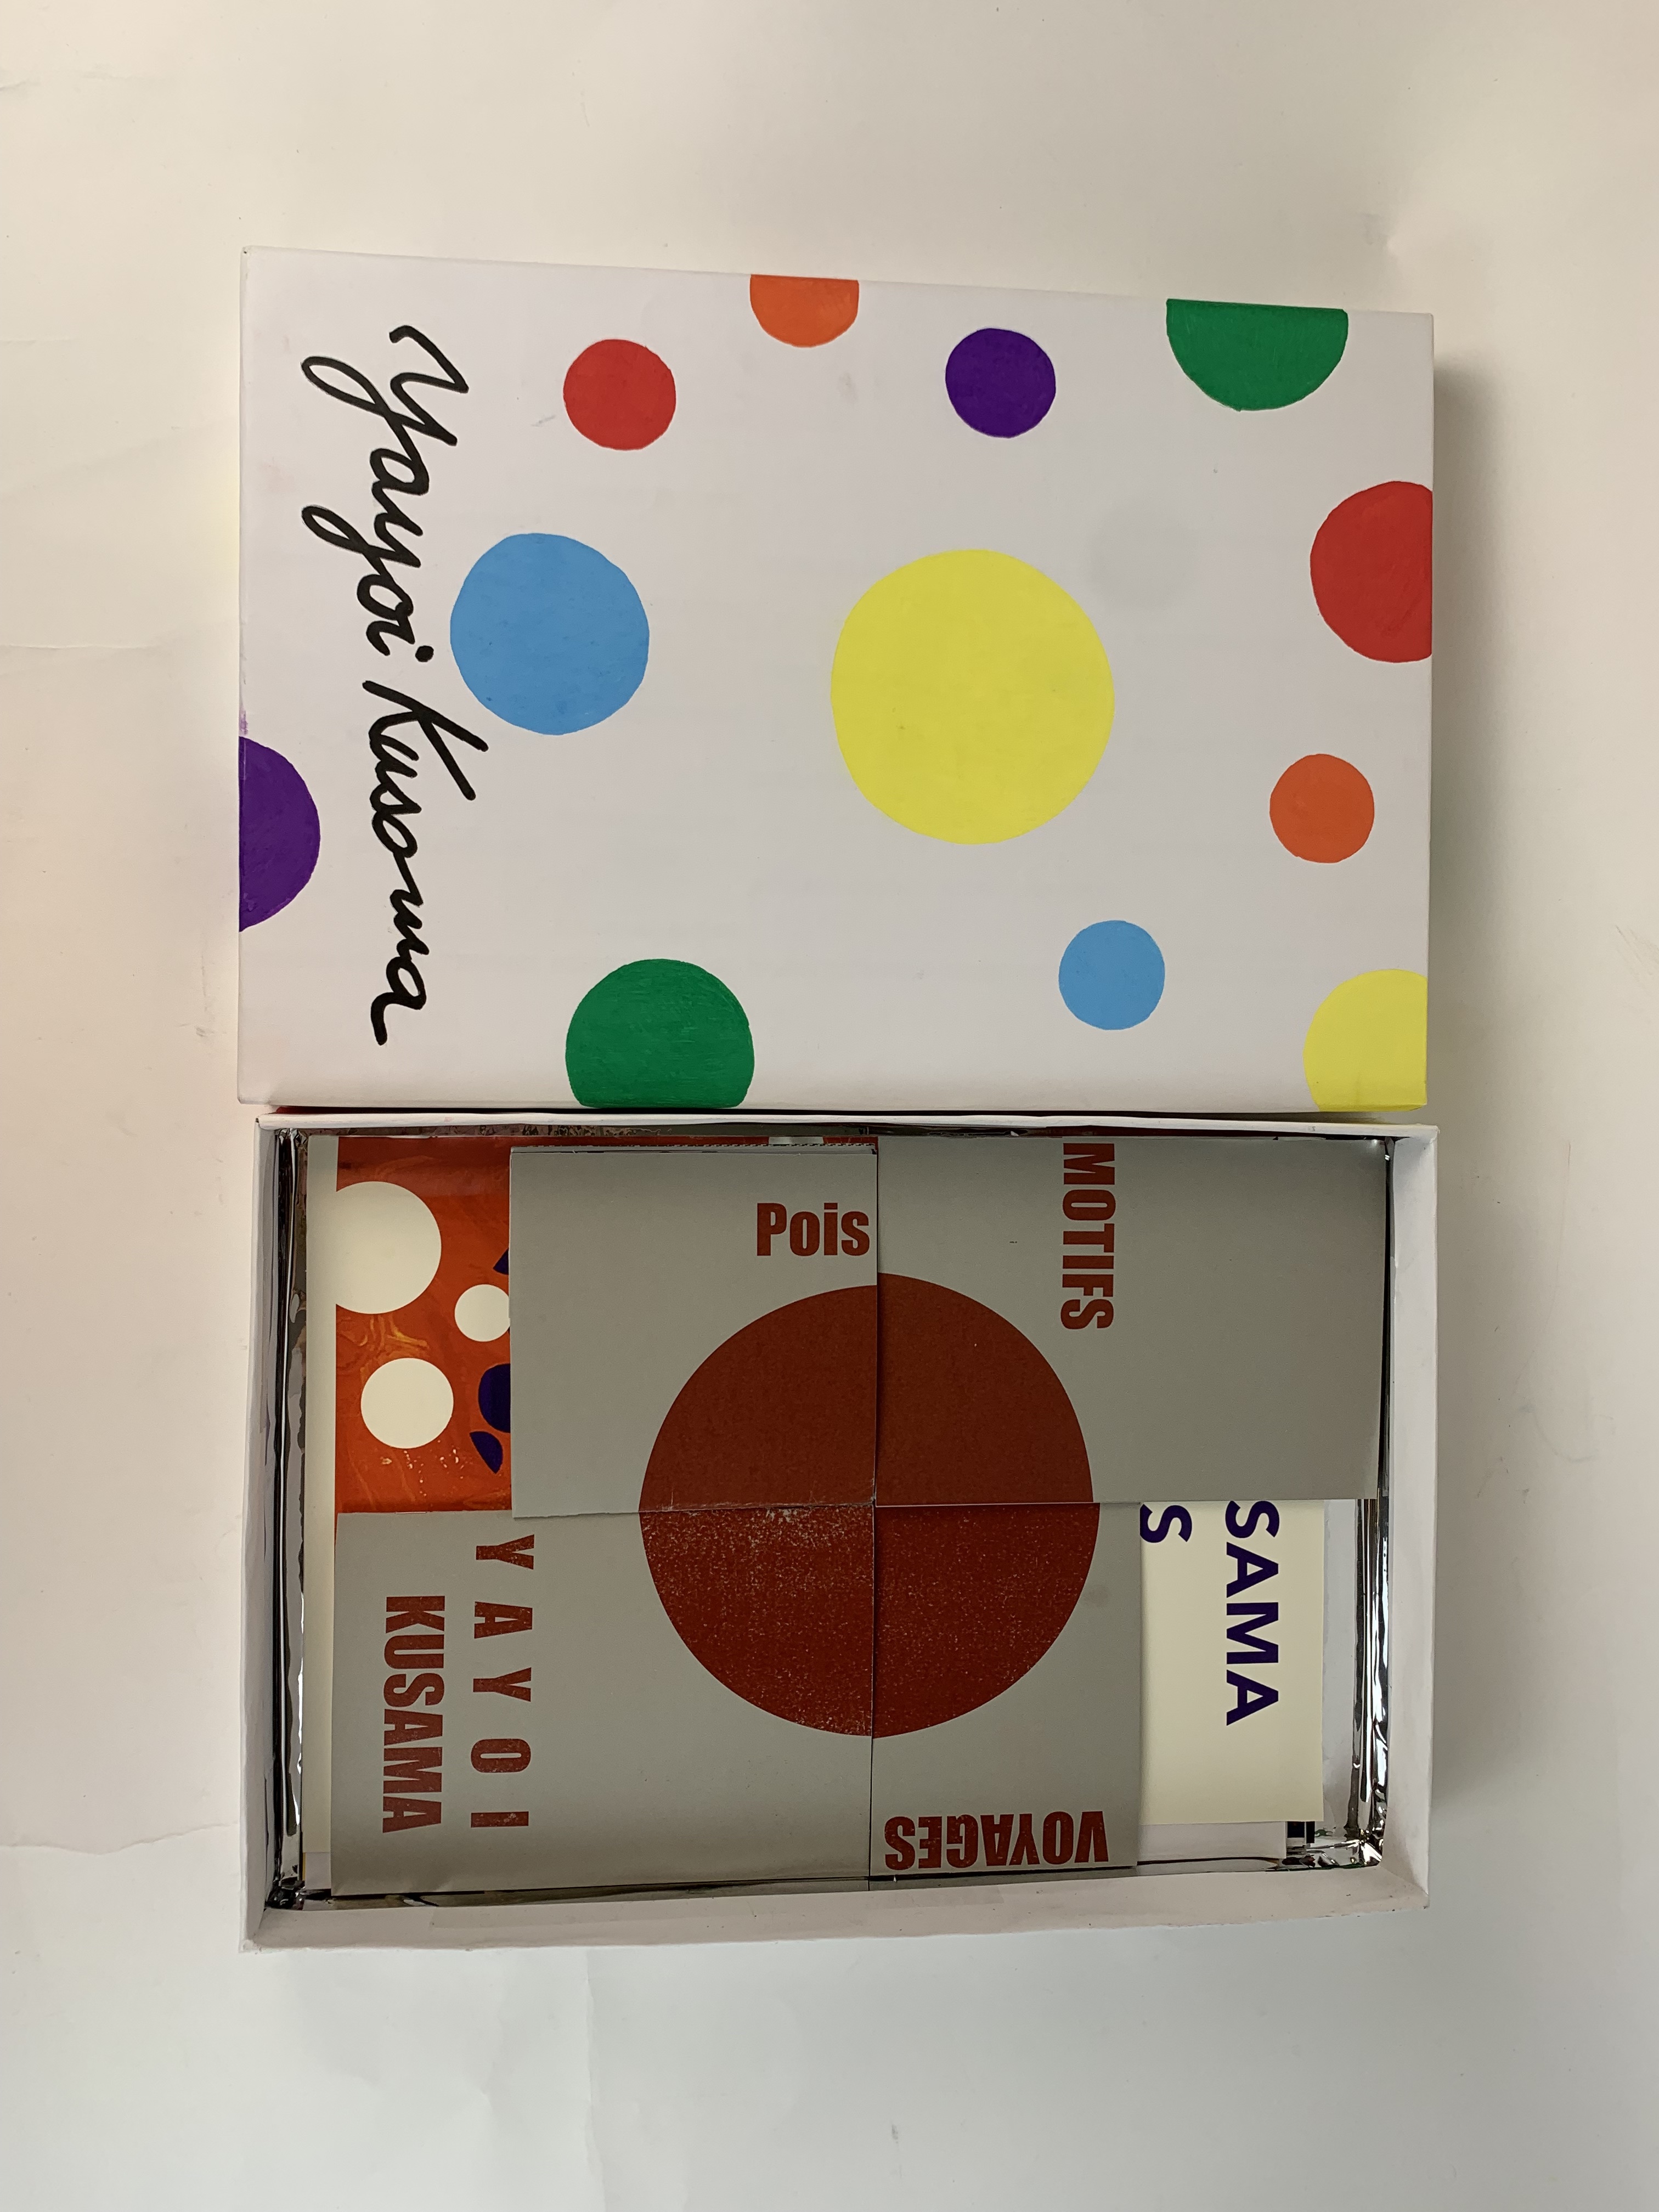 Yayoi Kusama
Pois
MOTIFS
YAYOI
KUSAMA
VOYAGES
SAMA
S